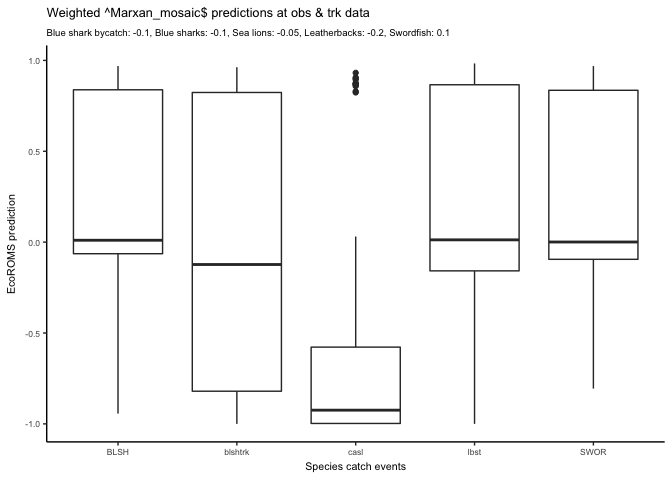 Weighted ^Marxan_mosaic$ predictions at obs & trk data
Blue shark bycatch: -0.1, Blue sharks: -0.1, Sea lions: -0.05, Leatherbacks: -0.2, Swordfish: 0.1
1.0
0.5
0.0
-0.5
-1.0
EcoROMS prediction
BLSH blshtrk casl lbst SWOR
Species catch events